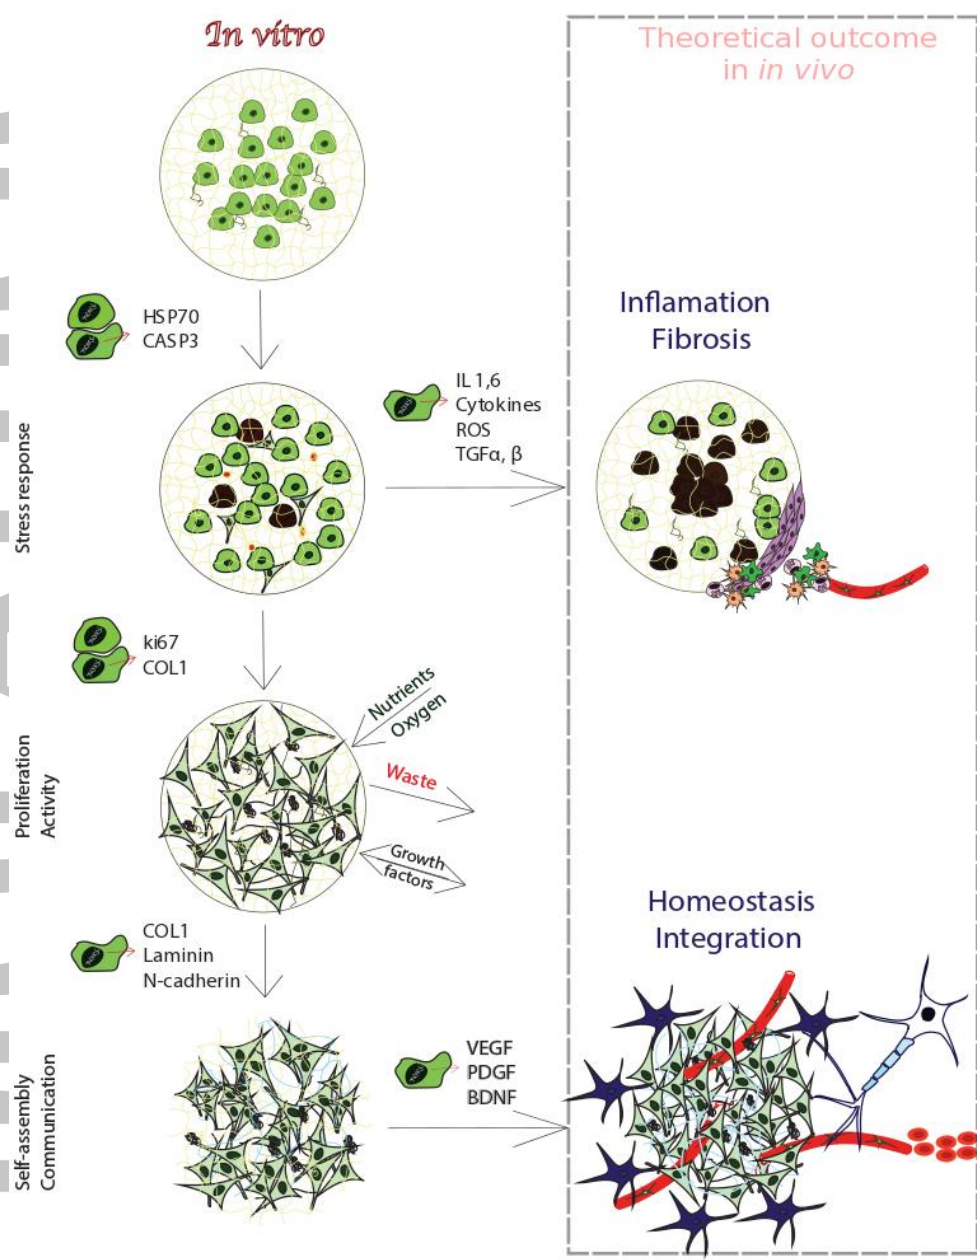 In vitro
Theoretical outcome
in in vivo
HSP70
CASP3
Inflamation
Fibrosis
Stress response
IL 1,6
Cytokines
ROS
TGFα, β
ki67
COL1
Proliferation
Activity
Nutrients
Oxygen
Waste
Growth
factors
COL1
Laminin
N-cadherin
Homeostasis
Integration
Self-assembly
Communication
VEGF
PDGF
BDNF